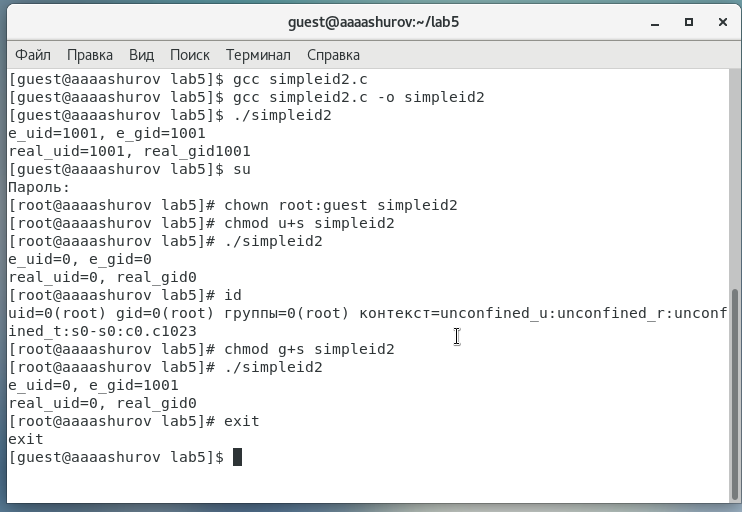 guest@aaaashurov:~/lab5
Файл Правка Вид Поиск Терминал Справка
[guest@aaaashurov lab5]$ gcc simpleid2.c
[guest@aaaashurov lab5]$ gcc simpleid2.c -o simpleid2
[guest@aaaashurov lab5]$ ./simpleid2
e_uid=1001, e_gid=1001
real_uid=1001, real_gid1001
[guest@aaaashurov lab5]$ su
Пароль:
[root@aaaashurov lab5]# chown root:guest simpleid2
[root@aaaashurov lab5]# chmod u+s simpleid2
[root@aaaashurov lab5]# ./simpleid2
e_uid=0, e_gid=0
real_uid=0, real_gid0
[root@aaaashurov lab5]# id
uid=0(root) gid=0(root) группы=0(root) контекст=unconfined_u:unconfined_r:unconf
ined_t:s0-s0:c0.c1023
[root@aaaashurov lab5]# chmod g+s simpleid2
[root@aaaashurov lab5]# ./simpleid2
e_uid=0, e_gid=1001
real_uid=0, real_gid0
[root@aaaashurov lab5]# exit
exit
[guest@aaaashurov lab5]$